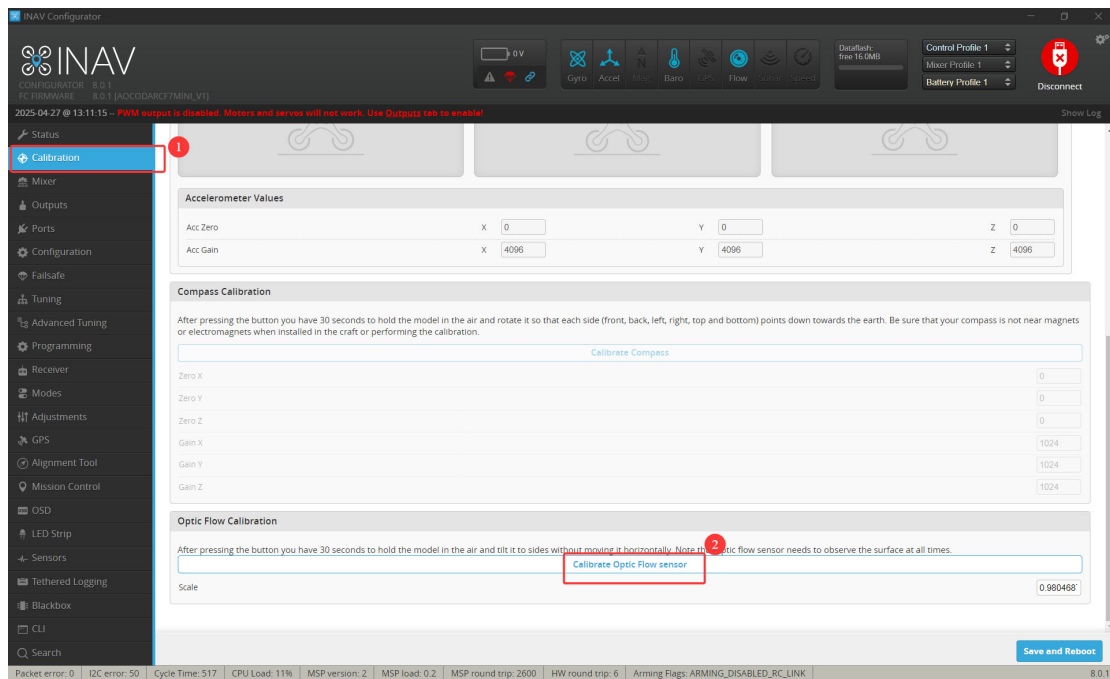 INAV Configurator
INAV
CONFIGURATOR 8.0.1
FC FIRMWARE 8.0.1 [AOCODARCF7MINI_V1]
0 V
Gyro Accel Mag Baro GPS Flow Sonar Speed
Dataflash:
free 16.0MB
Control Profile 1
Mixer Profile 1
Battery Profile 1
Disconnect
2025-04-27 @ 13:11:15 -- PWM output is disabled. Motors and servos will not work. Use Outputs tab to enable!
Show Log
Status
Calibration
1
Mixer
Outputs
Ports
Configuration
Failsafe
Tuning
Advanced Tuning
Programming
Receiver
Modes
Adjustments
GPS
Alignment Tool
Mission Control
OSD
LED Strip
Sensors
Tethered Logging
Blackbox
CLI
Search
Accelerometer Values
Acc Zero X 0 Y 0 Z 0
Acc Gain X 4096 Y 4096 Z 4096
Compass Calibration
After pressing the button you have 30 seconds to hold the model in the air and rotate it so that each side (front, back, left, right, top and bottom) points down towards the earth. Be sure that your compass is not near magnets
or electromagnets when installed in the craft or performing the calibration.
Calibrate Compass
Zero X 0
Zero Y 0
Zero Z 0
Gain X 1024
Gain Y 1024
Gain Z 1024
Optic Flow Calibration
After pressing the button you have 30 seconds to hold the model in the air and tilt it to sides without moving it horizontally. Note optic flow sensor needs to observe the surface at all times.
2
Calibrate Optic Flow sensor
Scale 0.980468
Save and Reboot
Packet error: 0 I2C error: 50 Cycle Time: 517 CPU Load: 11% MSP version: 2 MSP load: 0.2 MSP round trip: 2600 HW round trip: 6 Arming Flags: ARMING_DISABLED_RC_LINK 8.0.1